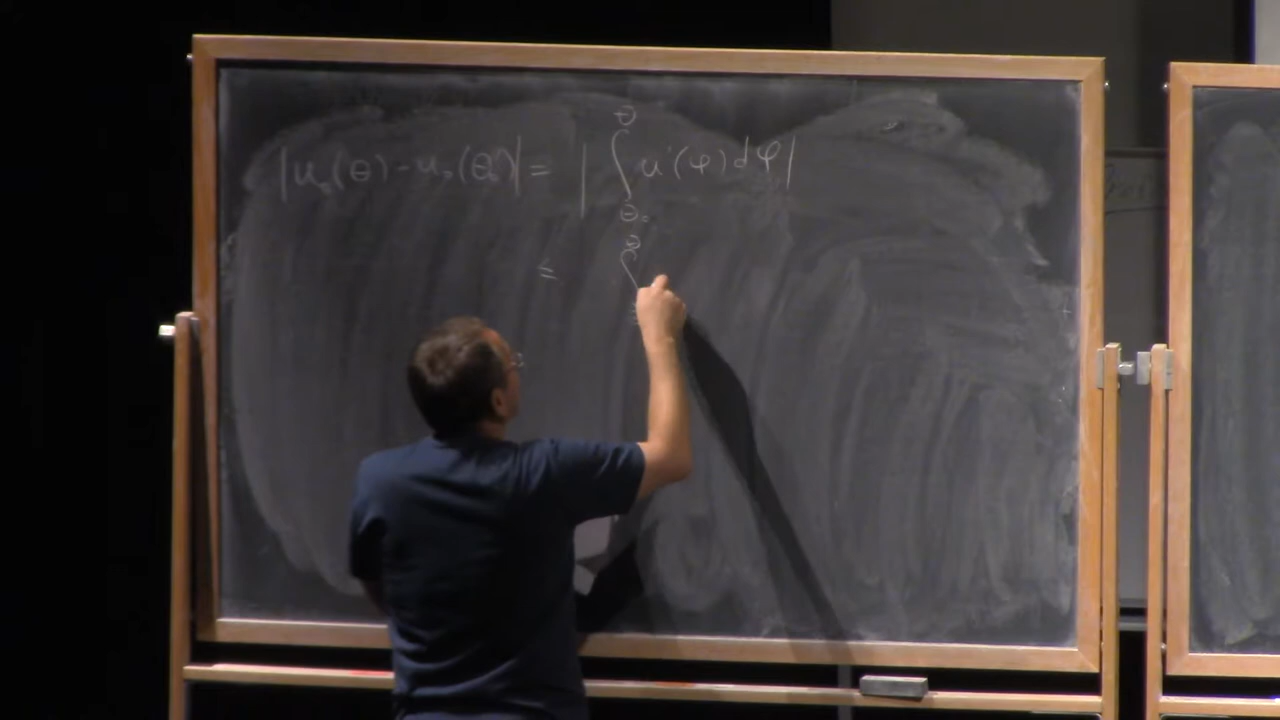 |u₀(θ) - u₀(θ₀)| = | ∫_{θ₀}^{θ} u'(φ) dφ |
≤ ∫^{θ}